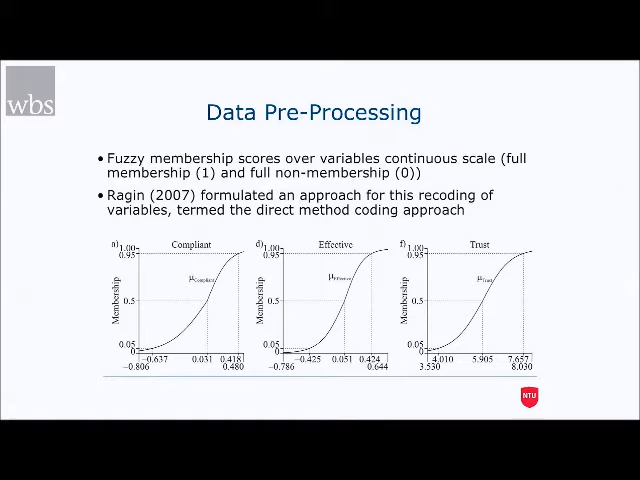 wbs
Data Pre-Processing
• Fuzzy membership scores over variables continuous scale (full
membership (1) and full non-membership (0))
• Ragin (2007) formulated an approach for this recoding of
variables, termed the direct method coding approach
a) Compliant
1.00
0.95
0.5
0.05
0
Membership
μCompliant
−0.637 0.031 0.418
−0.806 0.480
d) Effective
1.00
0.95
0.5
0.05
0
Membership
μEffective
−0.425 0.051 0.424
−0.786 0.644
f) Trust
1.00
0.95
0.5
0.05
0
Membership
μTrust
4.010 5.905 7.657
3.530 8.030
NTU